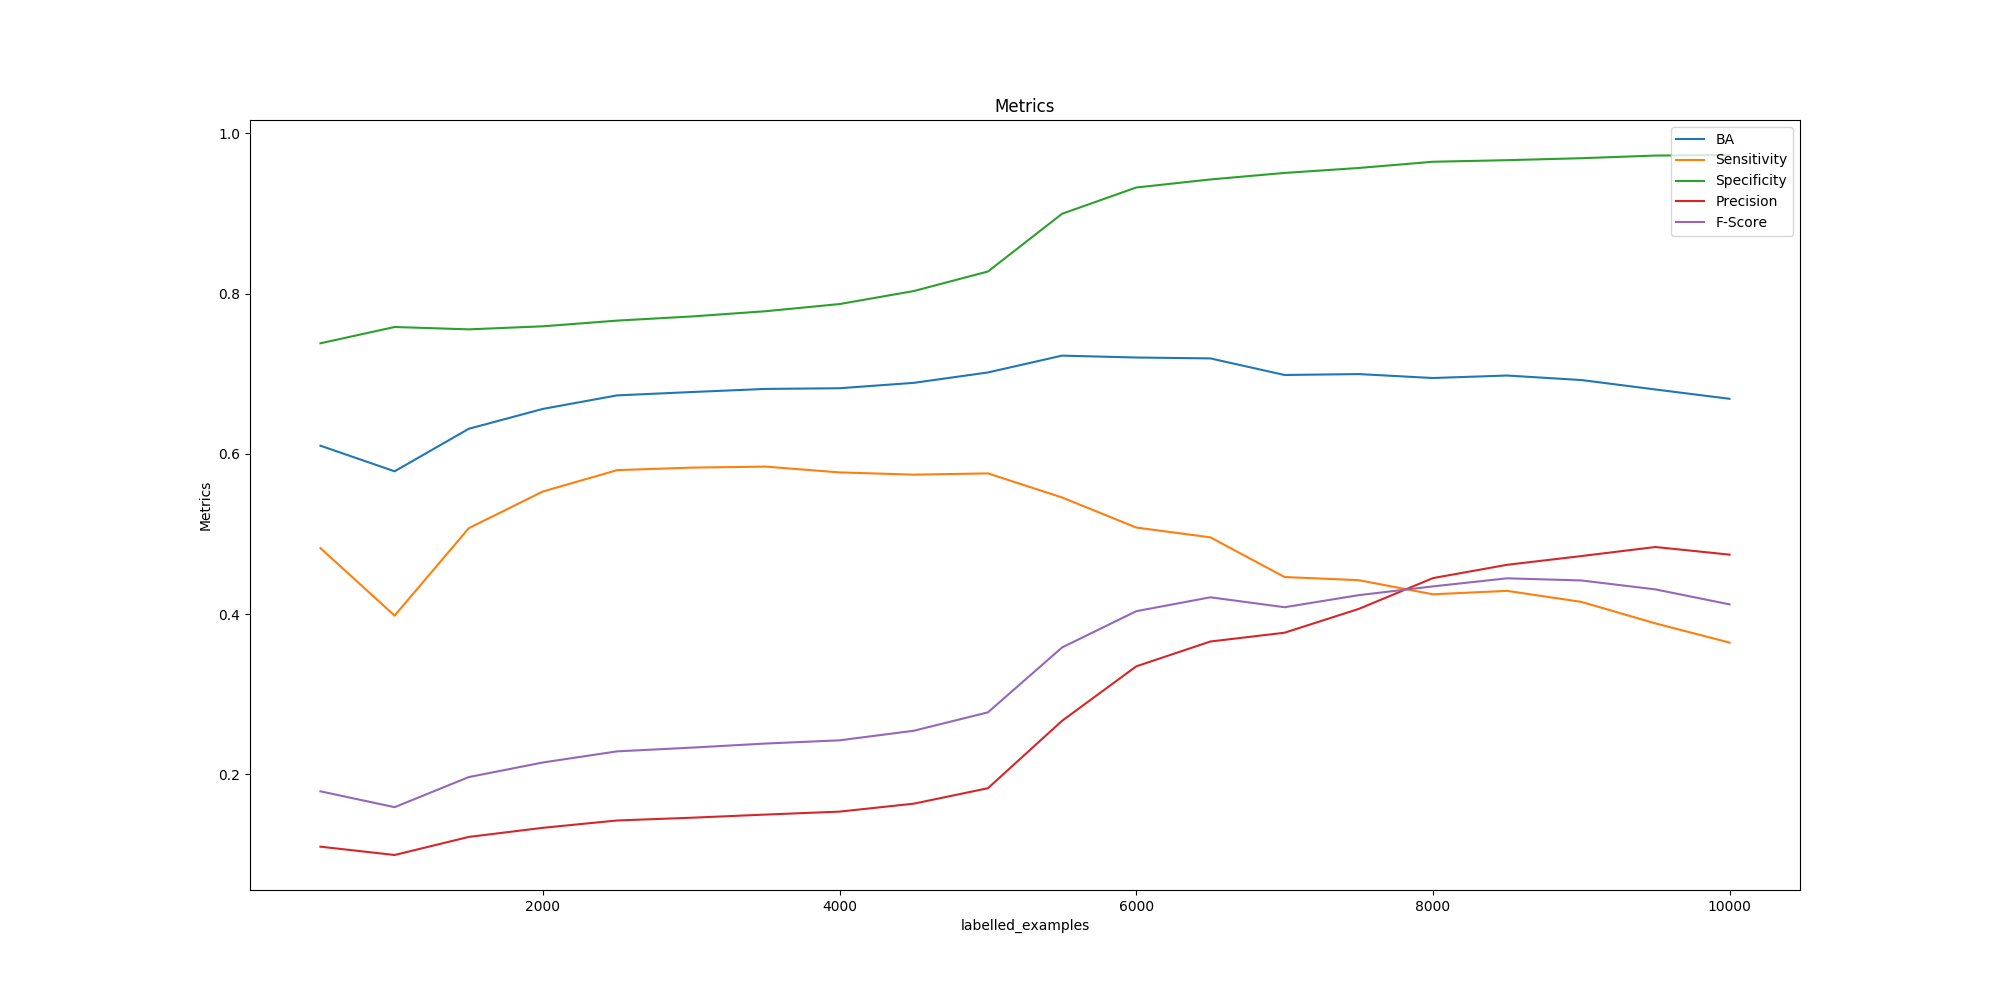 Metrics
1.0
0.8
0.6
0.4
0.2
Metrics
2000
4000
6000
8000
10000
labelled_examples
BA
Sensitivity
Specificity
Precision
F-Score